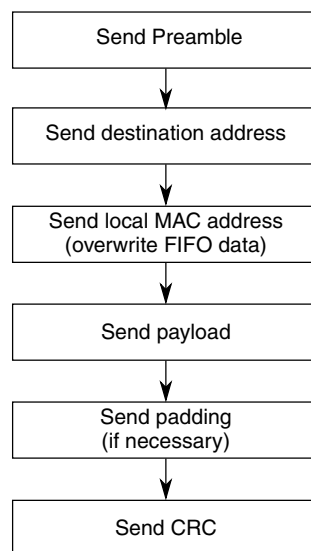 Send Preamble
Send destination address
Send local MAC address
(overwrite FIFO data)
Send payload
Send padding
(if necessary)
Send CRC